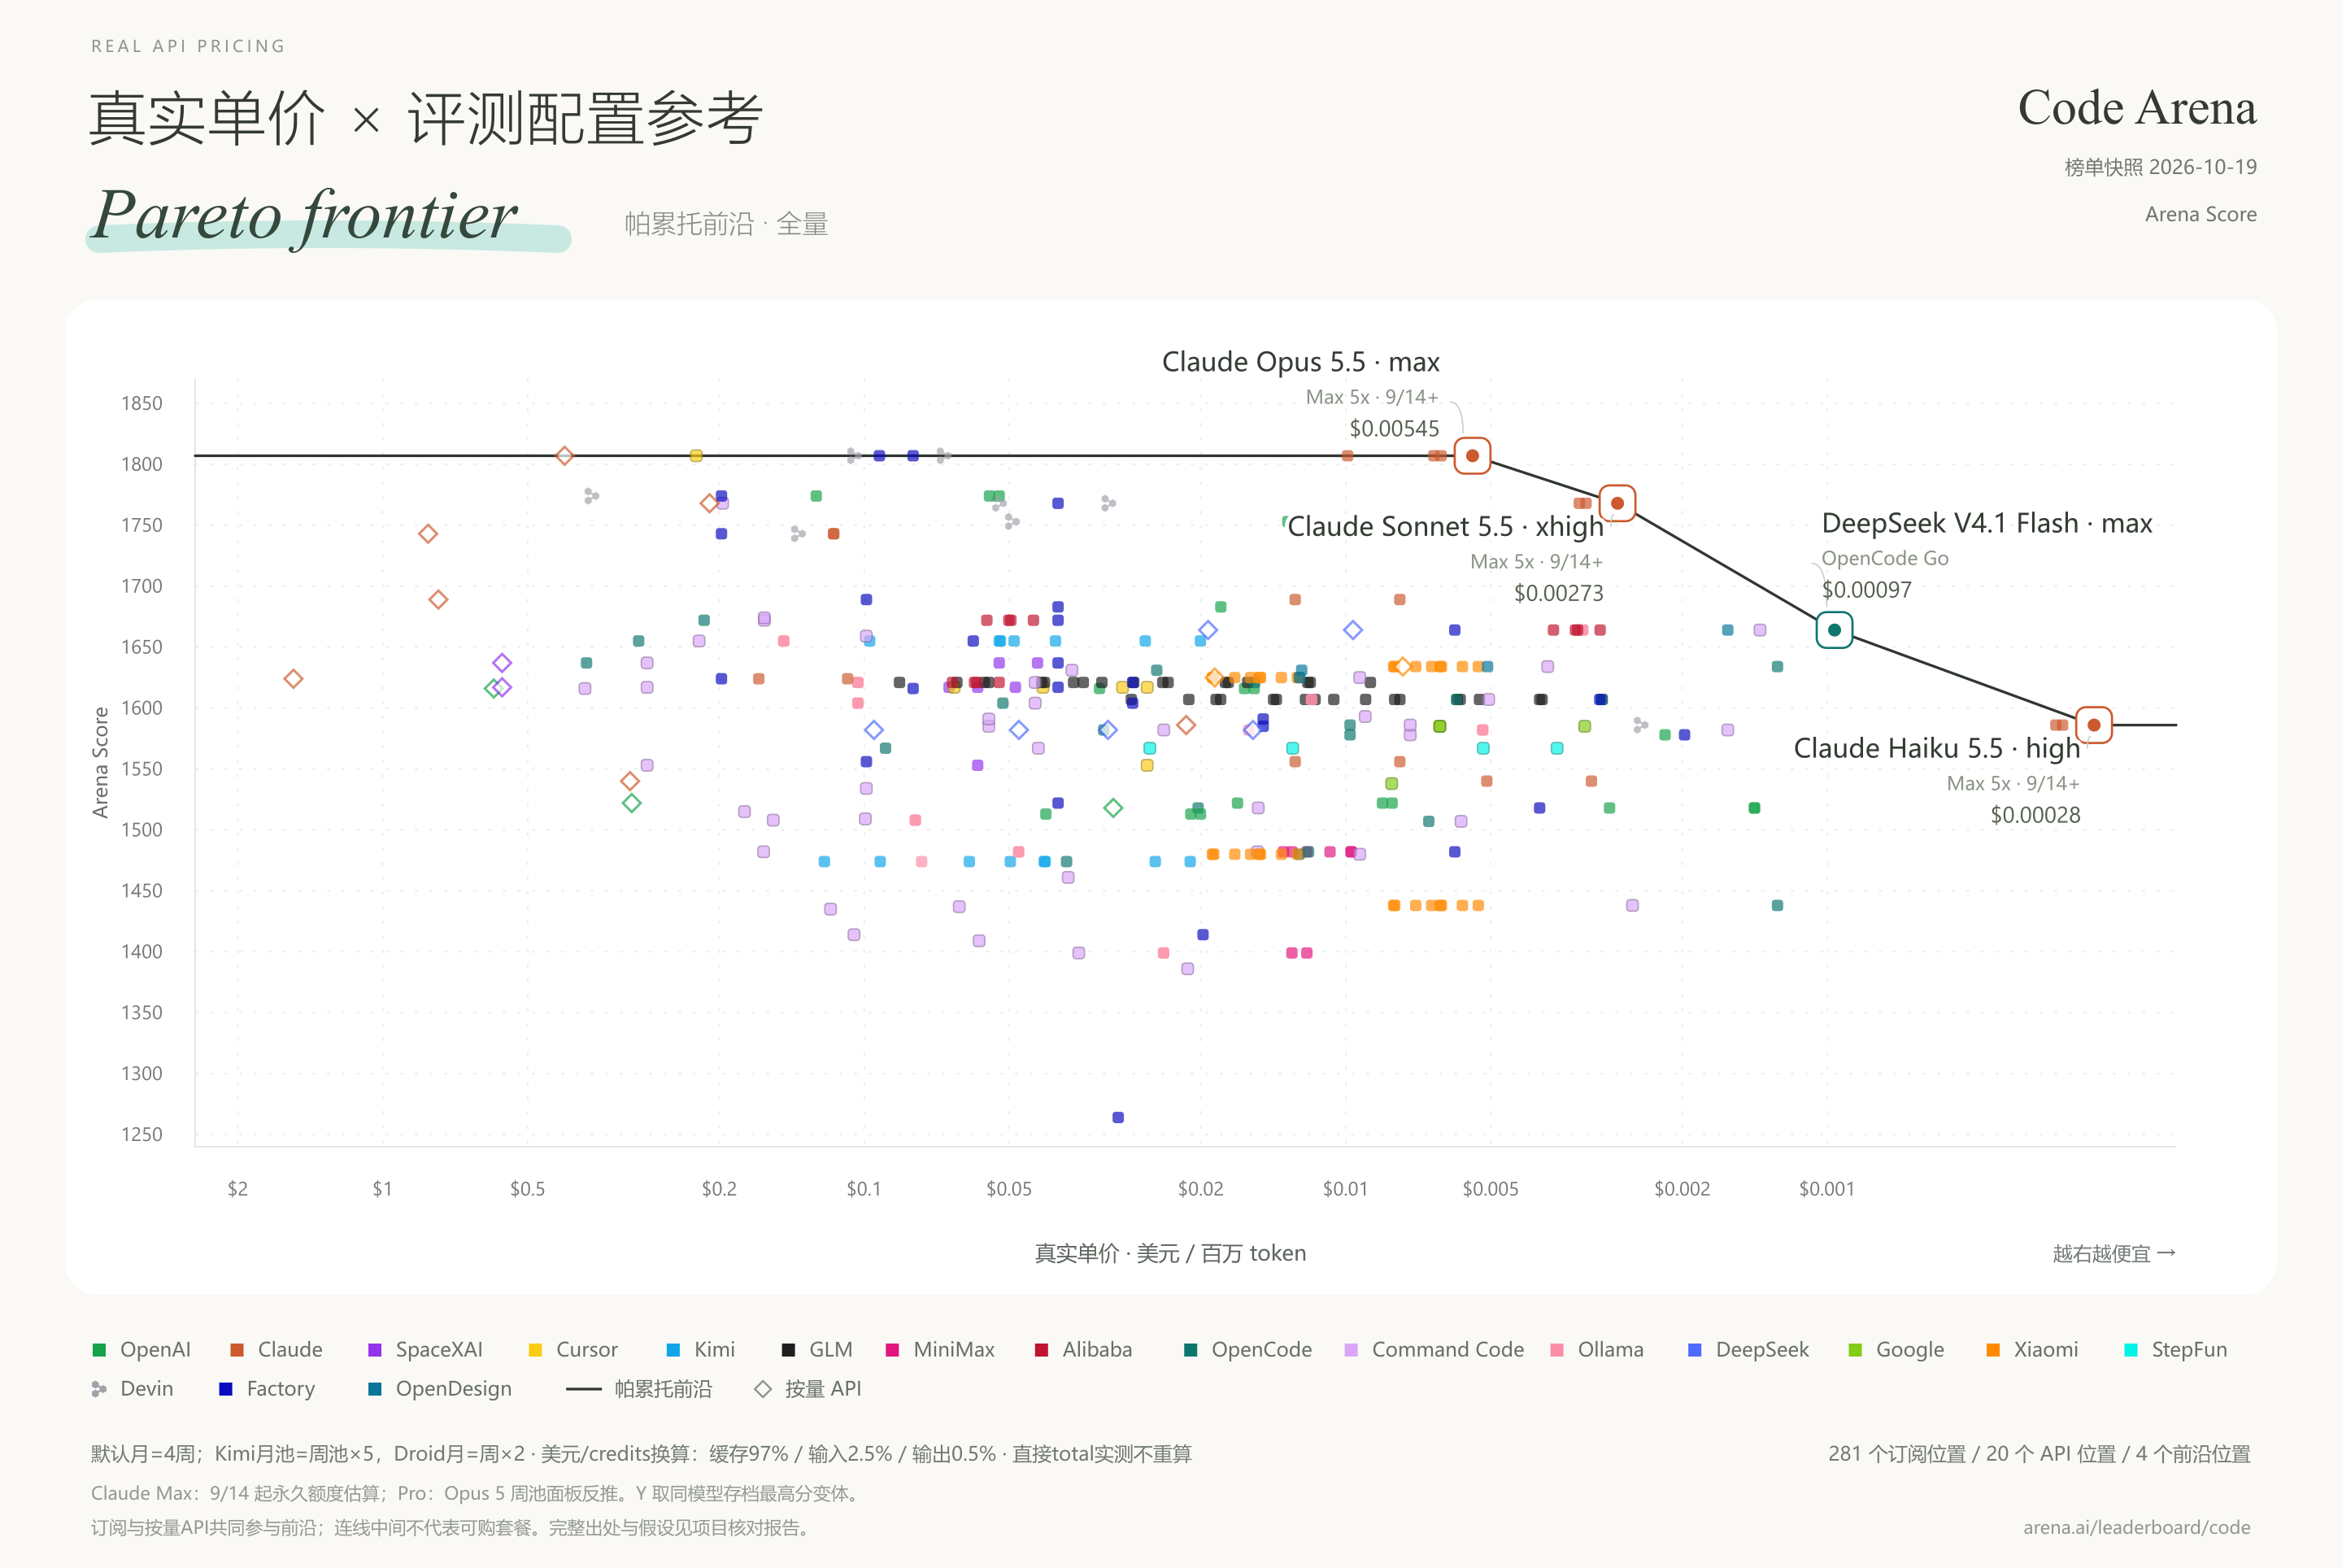 REAL API PRICING
真实单价 × 评测配置参考
Pareto frontier
帕累托前沿 · 全量
Code Arena
榜单快照 2026-10-19
Arena Score
Claude Opus 5.5 · max
Max 5x · 9/14+
$0.00545
Claude Sonnet 5.5 · xhigh
Max 5x · 9/14+
$0.00273
DeepSeek V4.1 Flash · max
OpenCode Go
$0.00097
Claude Haiku 5.5 · high
Max 5x · 9/14+
$0.00028
Arena Score
1850
1800
1750
1700
1650
1600
1550
1500
1450
1400
1350
1300
1250
$2 $1 $0.5 $0.2 $0.1 $0.05 $0.02 $0.01 $0.005 $0.002 $0.001
真实单价 · 美元 / 百万 token
越右越便宜 →
OpenAI Claude SpaceXAI Cursor Kimi GLM MiniMax Alibaba OpenCode Command Code Ollama DeepSeek Google Xiaomi StepFun
Devin Factory OpenDesign 帕累托前沿 按量 API
默认月=4周；Kimi月池=周池×5，Droid月=周×2 · 美元/credits换算：缓存97% / 输入2.5% / 输出0.5% · 直接total实测不重算
281 个订阅位置 / 20 个 API 位置 / 4 个前沿位置
Claude Max：9/14 起永久额度估算；Pro：Opus 5 周池面板反推。Y 取同模型存档最高分变体。
订阅与按量API共同参与前沿；连线中间不代表可购套餐。完整出处与假设见项目核对报告。
arena.ai/leaderboard/code